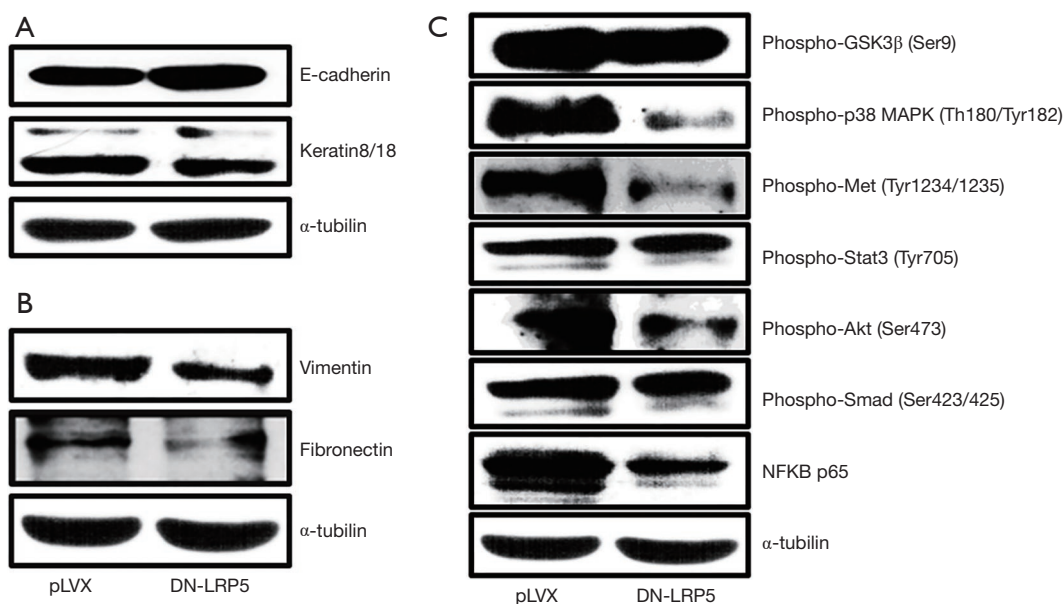 A
E-cadherin
Keratin8/18
α-tubilin
B
Vimentin
Fibronectin
α-tubilin
pLVX DN-LRP5
C
Phospho-GSK3β (Ser9)
Phospho-p38 MAPK (Th180/Tyr182)
Phospho-Met (Tyr1234/1235)
Phospho-Stat3 (Tyr705)
Phospho-Akt (Ser473)
Phospho-Smad (Ser423/425)
NFKB p65
α-tubilin
pLVX DN-LRP5